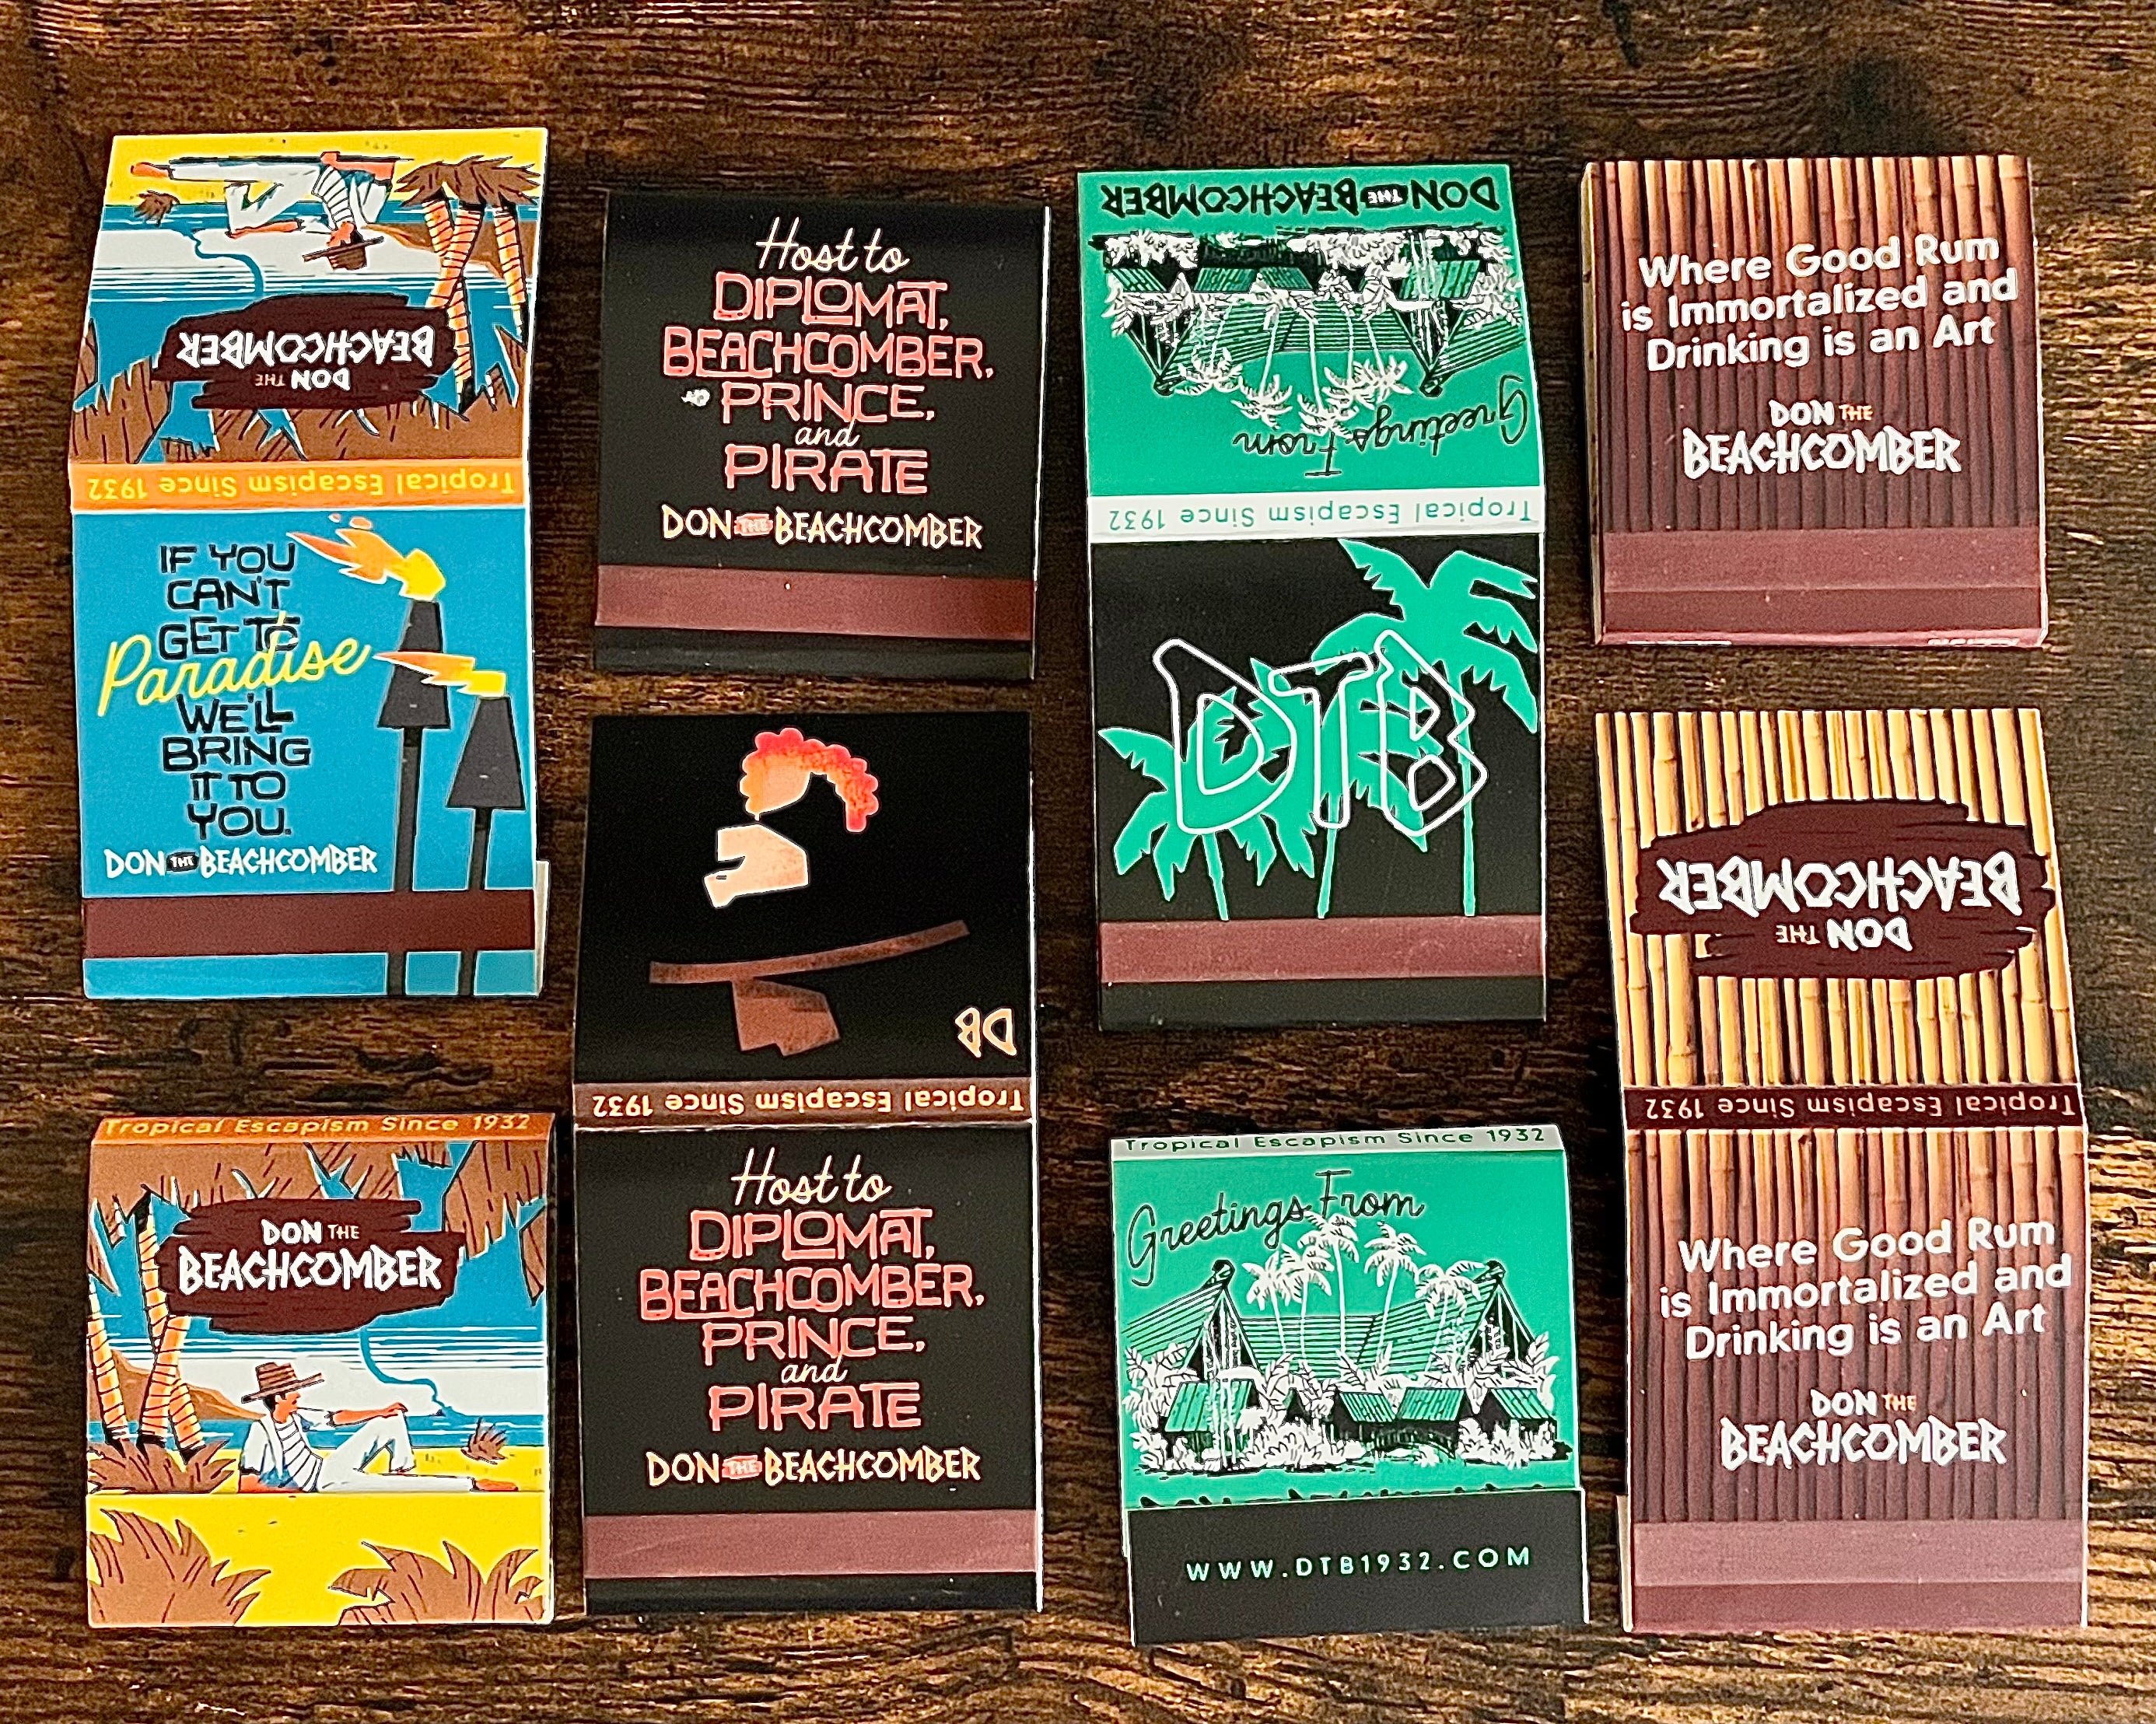 DON THE
BEACHCOMBER
Tropical Escapism Since 1932
IF YOU
CAN'T
GET TO
Paradise
WE'LL
BRING
IT TO
YOU.
DON THE BEACHCOMBER
Tropical Escapism Since 1932
DON THE
BEACHCOMBER
Host to
DIPLOMAT,
BEACHCOMBER,
PRINCE,
and
PIRATE
DON THE BEACHCOMBER
DB
Tropical Escapism Since 1932
Host to
DIPLOMAT,
BEACHCOMBER,
PRINCE,
and
PIRATE
DON THE BEACHCOMBER
Greetings From
DON THE BEACHCOMBER
Tropical Escapism Since 1932
DTB
Tropical Escapism Since 1932
Greetings From
WWW.DTB1932.COM
Where Good Rum
is Immortalized and
Drinking is an Art
DON THE
BEACHCOMBER
DON THE
BEACHCOMBER
Tropical Escapism Since 1932
Where Good Rum
is Immortalized and
Drinking is an Art
DON THE
BEACHCOMBER